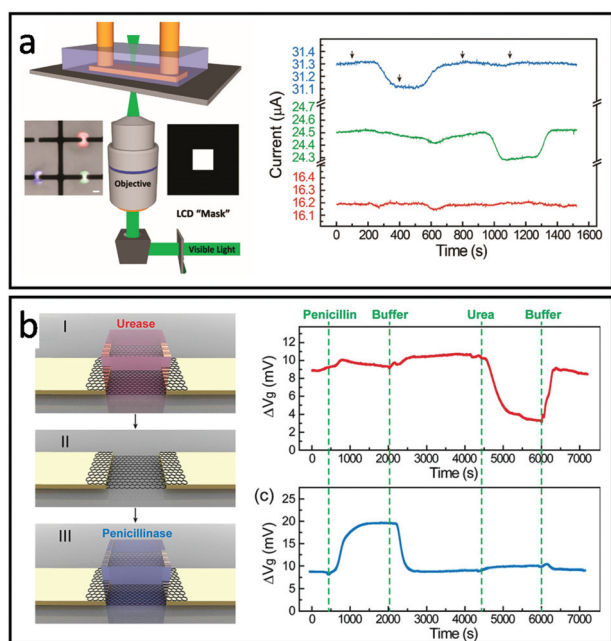 a
Objective
LCD "Mask"
Visible Light
Current (μA)
31.4
31.3
31.2
31.1
24.7
24.6
24.5
24.4
24.3
16.4
16.3
16.2
16.1
0 200 400 600 800 1000 1200 1400 1600
Time (s)
b
I
Urease
II
III
Penicillinase
Penicillin Buffer Urea Buffer
ΔVg (mV)
14
12
10
8
6
4
2
0
0 1000 2000 3000 4000 5000 6000 7000
Time (s)
(c)
ΔVg (mV)
25
20
15
10
5
0
0 1000 2000 3000 4000 5000 6000 7000
Time (s)